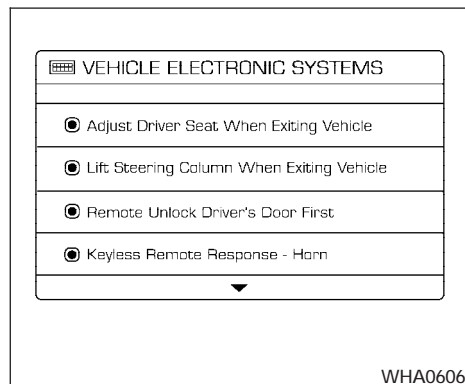 VEHICLE ELECTRONIC SYSTEMS
Adjust Driver Seat When Exiting Vehicle
Lift Steering Column When Exiting Vehicle
Remote Unlock Driver's Door First
Keyless Remote Response - Horn
WHA0606